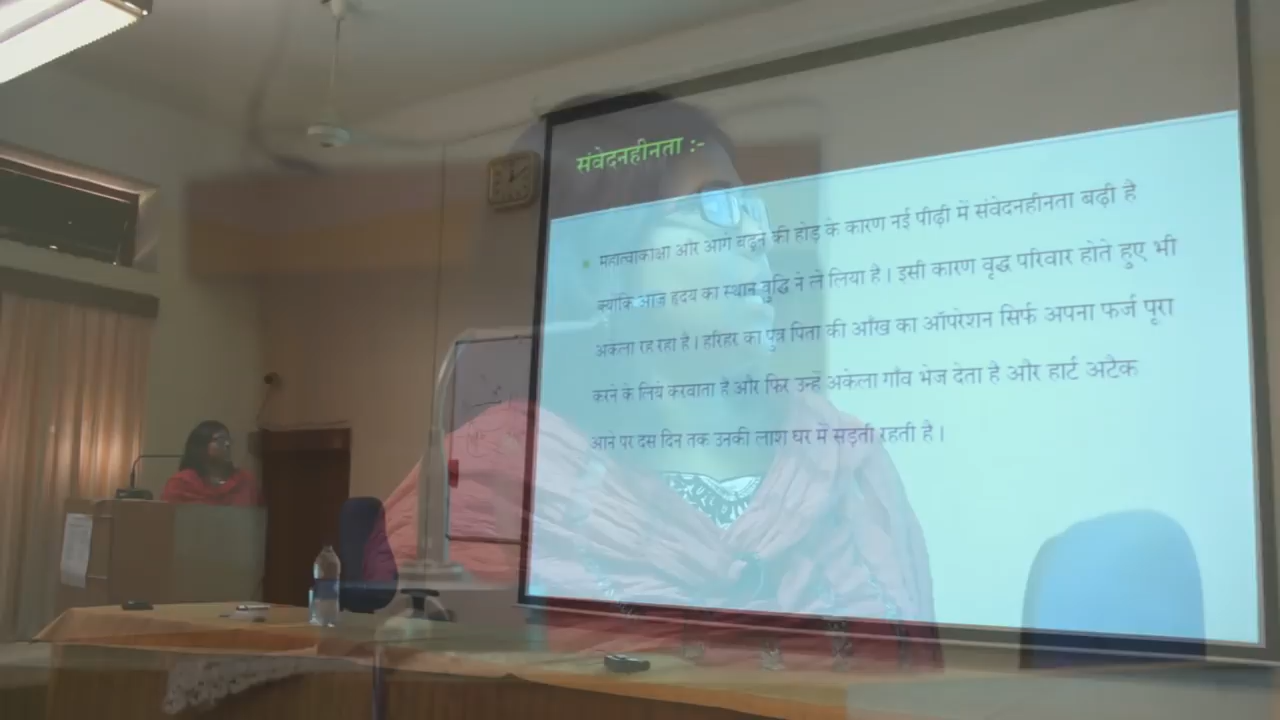 संवेदनहीनता :-
महात्वाकांक्षा और आगे बढ़ने की होड़ के कारण नई पीढ़ी में संवेदनहीनता बढ़ी है
क्योंकि आज हृदय का स्थान बुद्धि ने ले लिया है। इसी कारण वृद्ध परिवार होते हुए भी
अकेला रह रहा है। हरिहर का पुत्र पिता की आँख का ऑपरेशन सिर्फ अपना फर्ज पूरा
करने के लिये करवाता है और फिर उन्हें अकेला गाँव भेज देता है और हार्ट अटैक
आने पर दस दिन तक उनकी लाश घर में सड़ती रहती है।